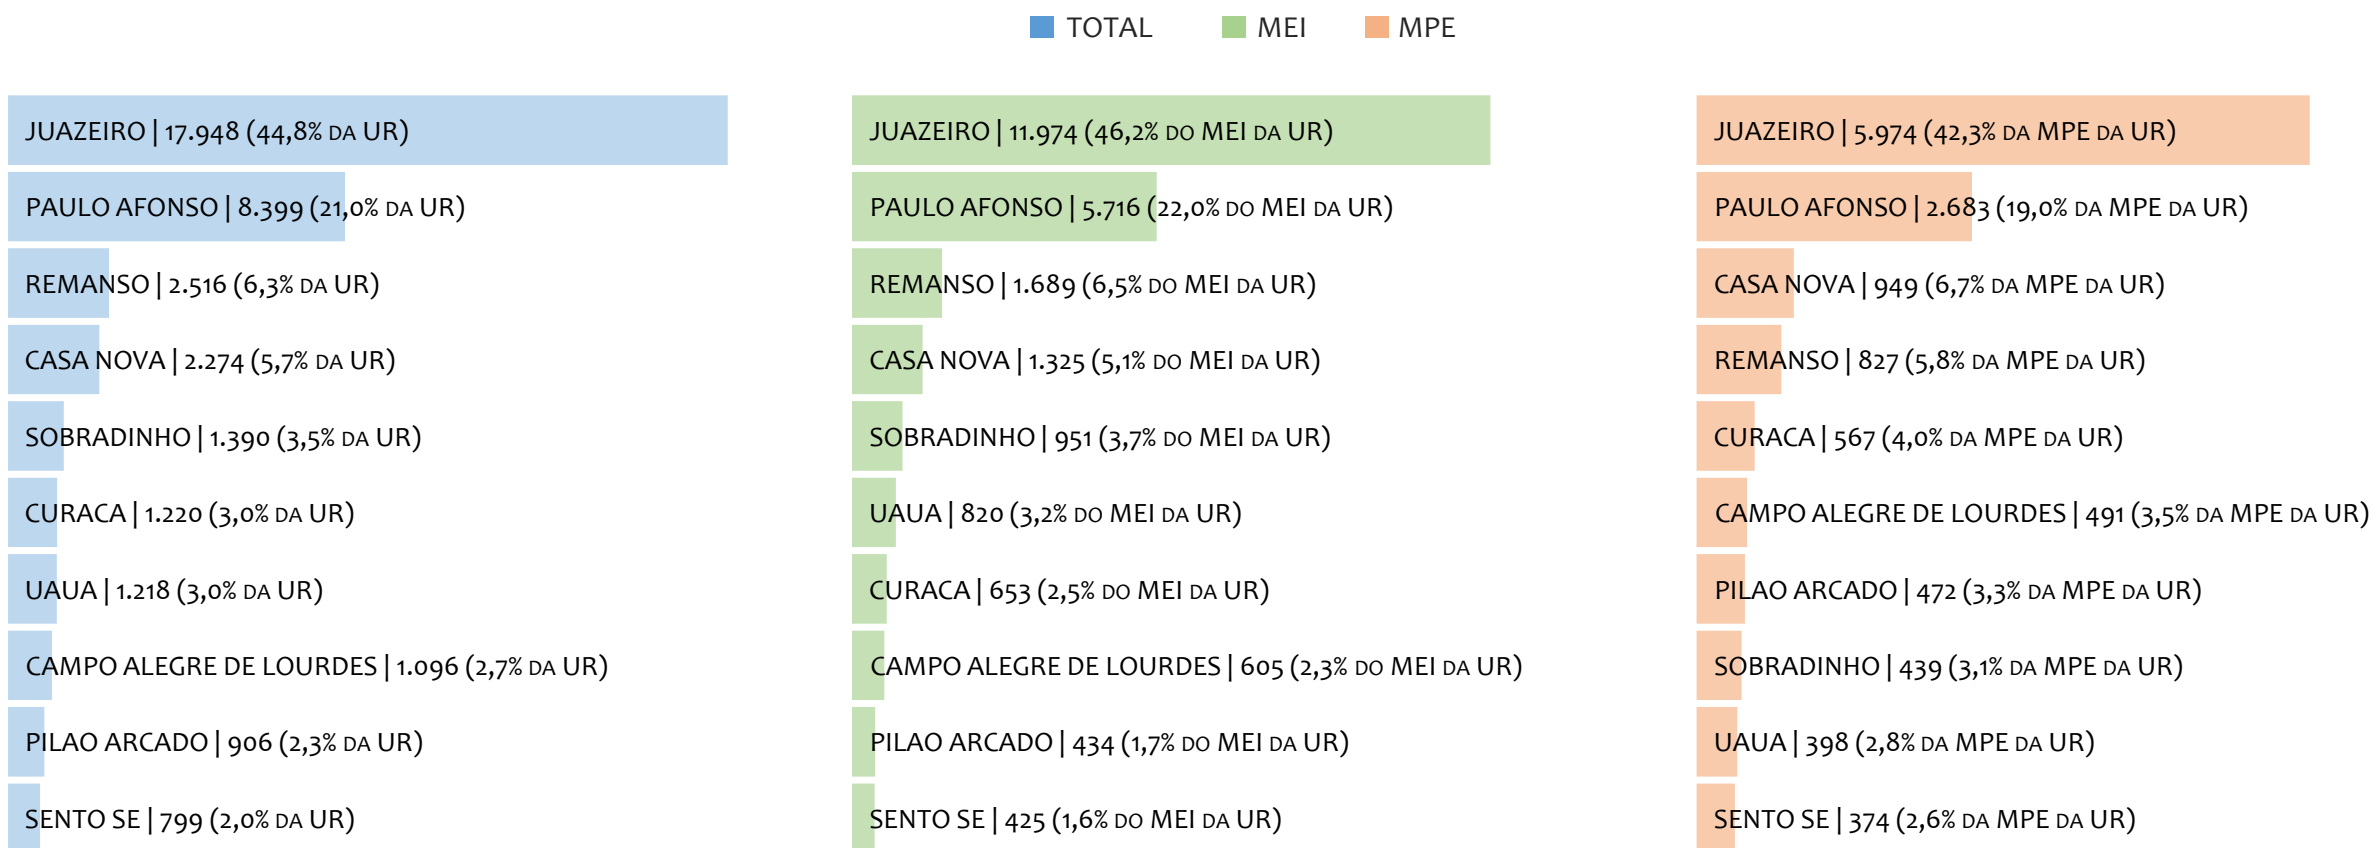 TOTAL MEI MPE
JUAZEIRO | 17.948 (44,8% DA UR)
PAULO AFONSO | 8.399 (21,0% DA UR)
REMANSO | 2.516 (6,3% DA UR)
CASA NOVA | 2.274 (5,7% DA UR)
SOBRADINHO | 1.390 (3,5% DA UR)
CURACA | 1.220 (3,0% DA UR)
UAUA | 1.218 (3,0% DA UR)
CAMPO ALEGRE DE LOURDES | 1.096 (2,7% DA UR)
PILAO ARCADO | 906 (2,3% DA UR)
SENTO SE | 799 (2,0% DA UR)
JUAZEIRO | 11.974 (46,2% DO MEI DA UR)
PAULO AFONSO | 5.716 (22,0% DO MEI DA UR)
REMANSO | 1.689 (6,5% DO MEI DA UR)
CASA NOVA | 1.325 (5,1% DO MEI DA UR)
SOBRADINHO | 951 (3,7% DO MEI DA UR)
UAUA | 820 (3,2% DO MEI DA UR)
CURACA | 653 (2,5% DO MEI DA UR)
CAMPO ALEGRE DE LOURDES | 605 (2,3% DO MEI DA UR)
PILAO ARCADO | 434 (1,7% DO MEI DA UR)
SENTO SE | 425 (1,6% DO MEI DA UR)
JUAZEIRO | 5.974 (42,3% DA MPE DA UR)
PAULO AFONSO | 2.683 (19,0% DA MPE DA UR)
CASA NOVA | 949 (6,7% DA MPE DA UR)
REMANSO | 827 (5,8% DA MPE DA UR)
CURACA | 567 (4,0% DA MPE DA UR)
CAMPO ALEGRE DE LOURDES | 491 (3,5% DA MPE DA UR)
PILAO ARCADO | 472 (3,3% DA MPE DA UR)
SOBRADINHO | 439 (3,1% DA MPE DA UR)
UAUA | 398 (2,8% DA MPE DA UR)
SENTO SE | 374 (2,6% DA MPE DA UR)